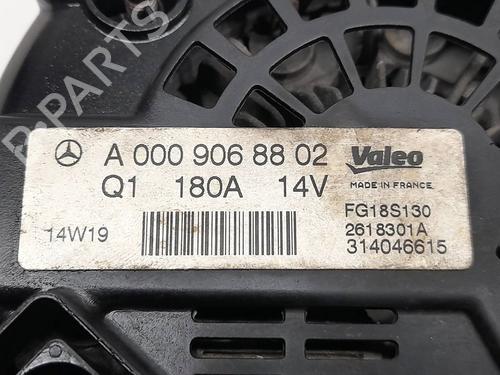 B-PARTS
A 000 906 88 02
Valeo
MADE IN FRANCE
Q1 180A 14V
FG18S130
14W19
2618301A
314046615